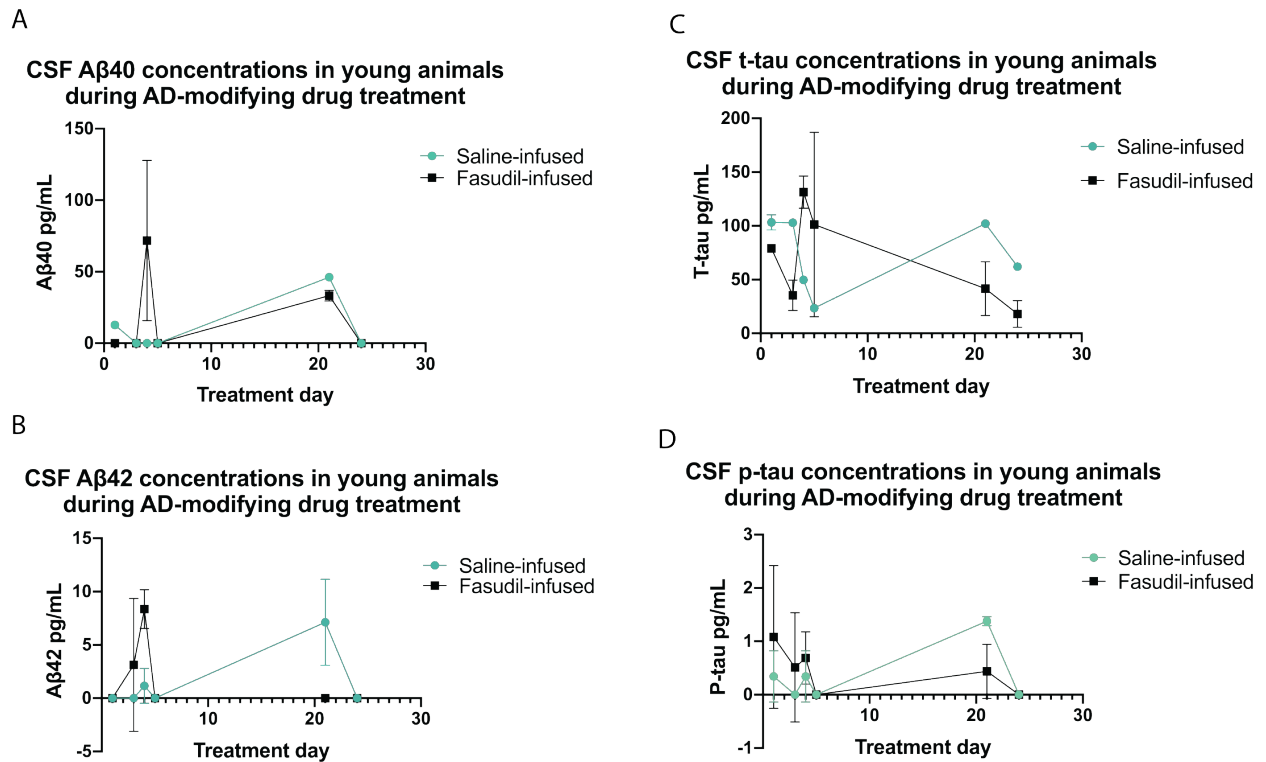 A
CSF Aβ40 concentrations in young animals
during AD-modifying drug treatment
150
100
50
0
Aβ40 pg/mL
0 10 20 30
Treatment day
Saline-infused
Fasudil-infused
B
CSF Aβ42 concentrations in young animals
during AD-modifying drug treatment
15
10
5
0
-5
Aβ42 pg/mL
10 20 30
Treatment day
Saline-infused
Fasudil-infused
C
CSF t-tau concentrations in young animals
during AD-modifying drug treatment
200
150
100
50
0
T-tau pg/mL
0 10 20 30
Treatment day
Saline-infused
Fasudil-infused
D
CSF p-tau concentrations in young animals
during AD-modifying drug treatment
3
2
1
0
-1
P-tau pg/mL
10 20 30
Treatment day
Saline-infused
Fasudil-infused